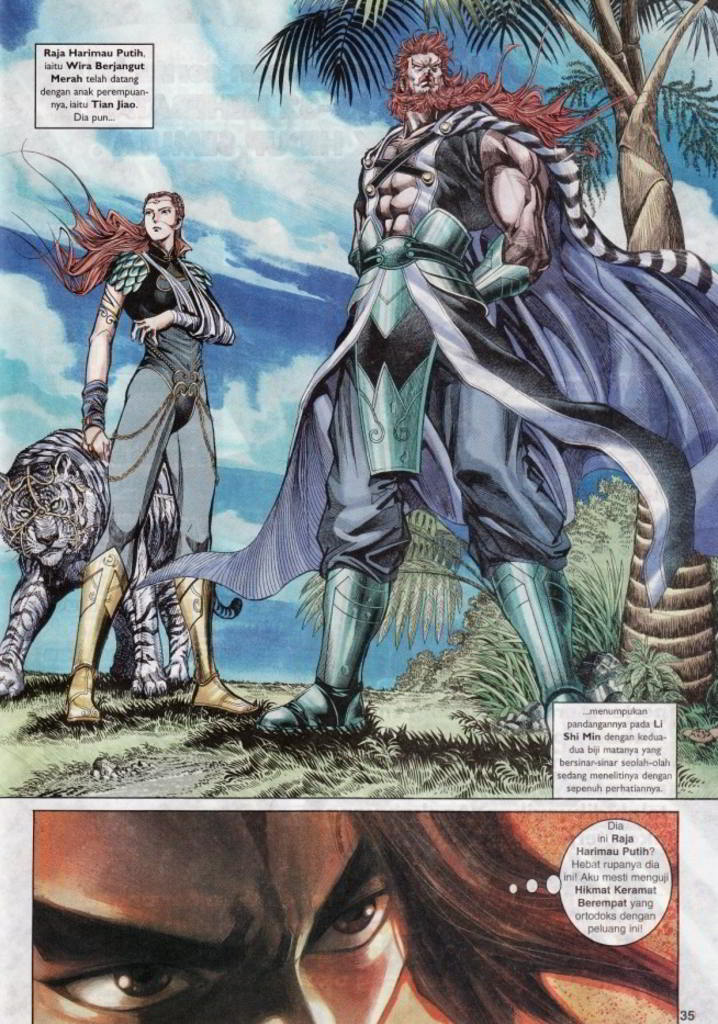 Raja Harimau Putih,
iaitu Wira Berjangut
Merah telah datang
dengan anak perempuan-
nya, iaitu Tian Jiao.
Dia pun...
...menumpukan
pandangannya pada Li
Shi Min dengan kedua-
dua biji matanya yang
bersinar-sinar seolah-olah
sedang menelitinya dengan
sepenuh perhatiannya.
Dia
ini Raja
Harimau Putih?
Hebat rupanya dia
ini! Aku mesti menguji
Hikmat Keramat
Berempat yang
ortodoks dengan
peluang ini!
35